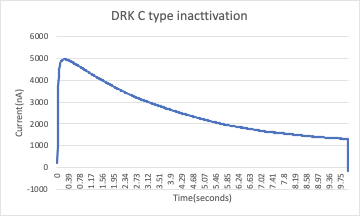 DRK C type inacttivation
Current(nA)
6000
5000
4000
3000
2000
1000
0
-1000
0 0.39 0.78 1.17 1.56 1.95 2.34 2.73 3.12 3.51 3.9 4.29 4.68 5.07 5.46 5.85 6.24 6.63 7.02 7.41 7.8 8.19 8.58 8.97 9.36 9.75
Time(seconds)